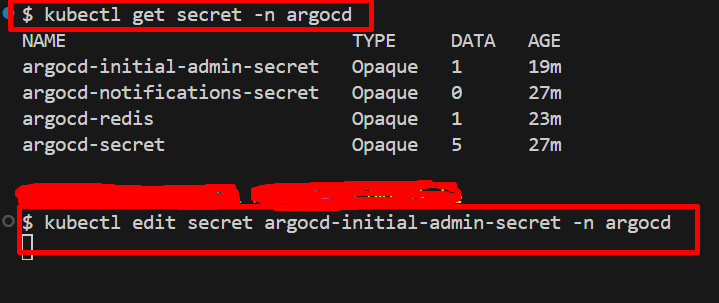 $ kubectl get secret -n argocd
NAME TYPE DATA AGE
argocd-initial-admin-secret Opaque 1 19m
argocd-notifications-secret Opaque 0 27m
argocd-redis Opaque 1 23m
argocd-secret Opaque 5 27m
$ kubectl edit secret argocd-initial-admin-secret -n argocd